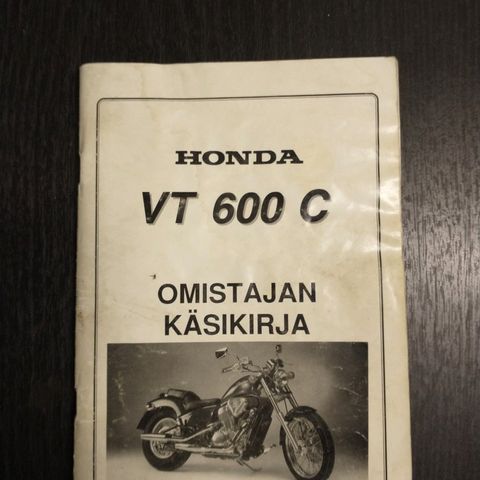 HONDA
VT 600 C
OMISTAJAN
KÄSIKIRJA